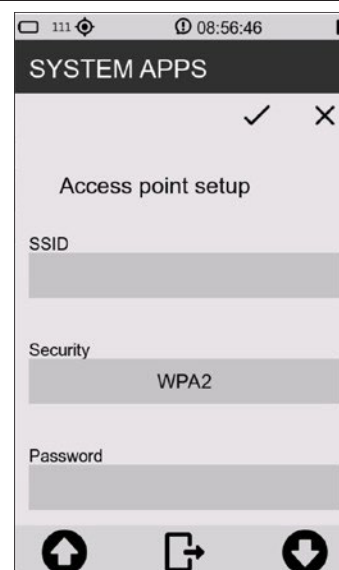 111 08:56:46
SYSTEM APPS
Access point setup
SSID
Security
WPA2
Password